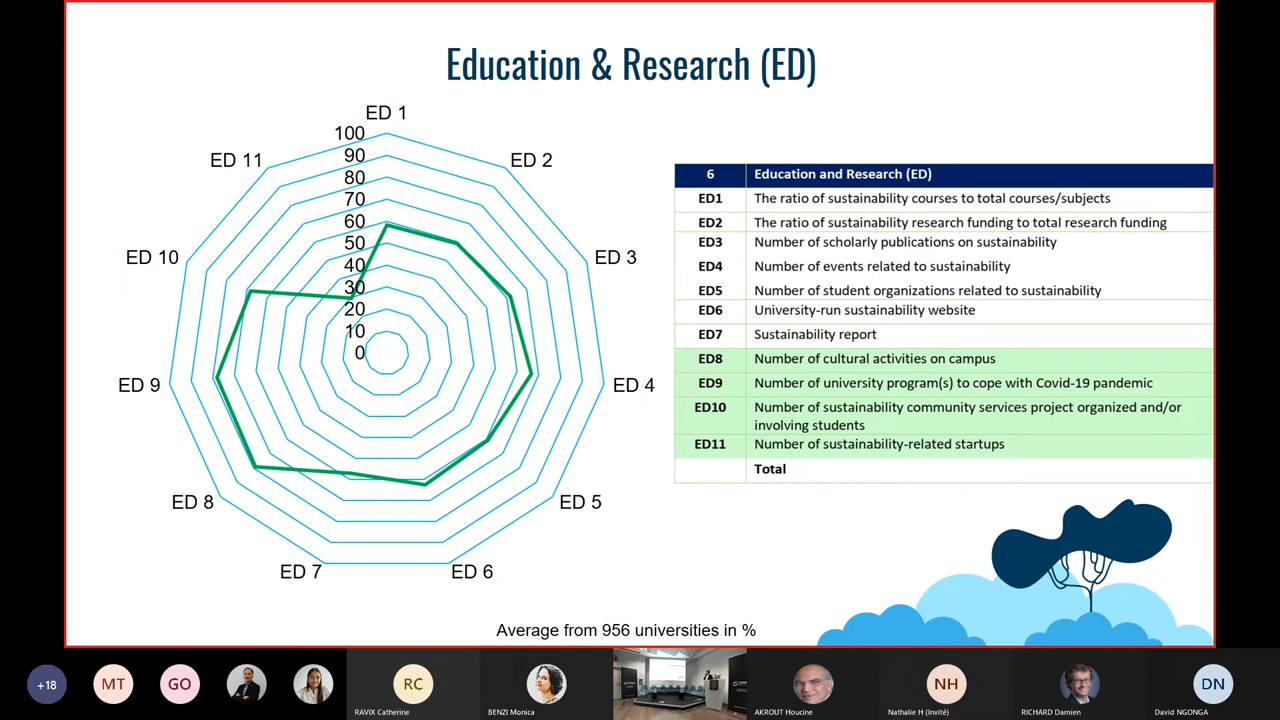 Education & Research (ED)
ED 1
ED 2
ED 3
ED 4
ED 5
ED 6
ED 7
ED 8
ED 9
ED 10
ED 11
100
90
80
70
60
50
40
30
20
10
0
6 Education and Research (ED)
ED1 The ratio of sustainability courses to total courses/subjects
ED2 The ratio of sustainability research funding to total research funding
ED3 Number of scholarly publications on sustainability
ED4 Number of events related to sustainability
ED5 Number of student organizations related to sustainability
ED6 University-run sustainability website
ED7 Sustainability report
ED8 Number of cultural activities on campus
ED9 Number of university program(s) to cope with Covid-19 pandemic
ED10 Number of sustainability community services project organized and/or
involving students
ED11 Number of sustainability-related startups
Total
Average from 956 universities in %
+18
MT
GO
RC
RAVIX Catherine
BENZI Monica
AKROUT Houcine
NH
Nathalie H (Invité)
RICHARD Damien
DN
David NGONGA